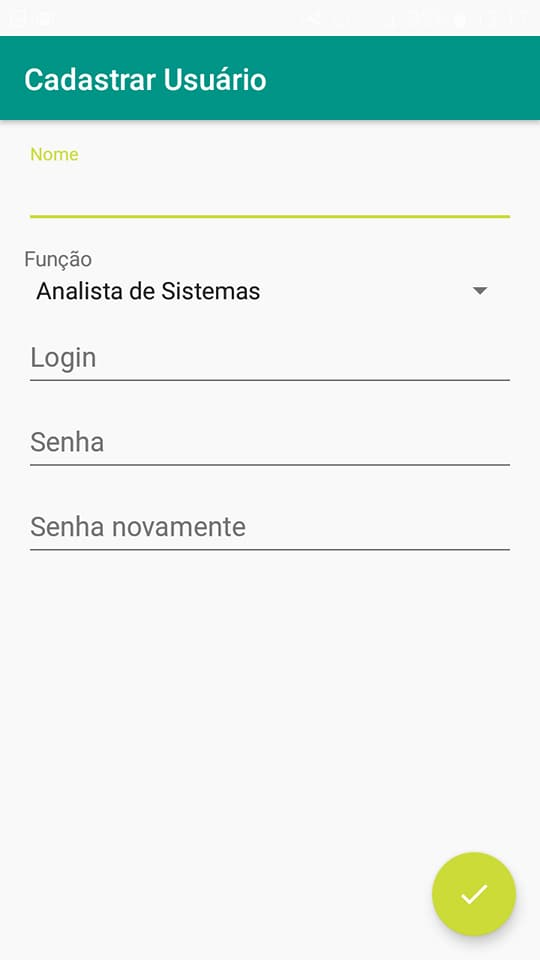 Cadastrar Usuário
Nome
Função
Analista de Sistemas
Login
Senha
Senha novamente